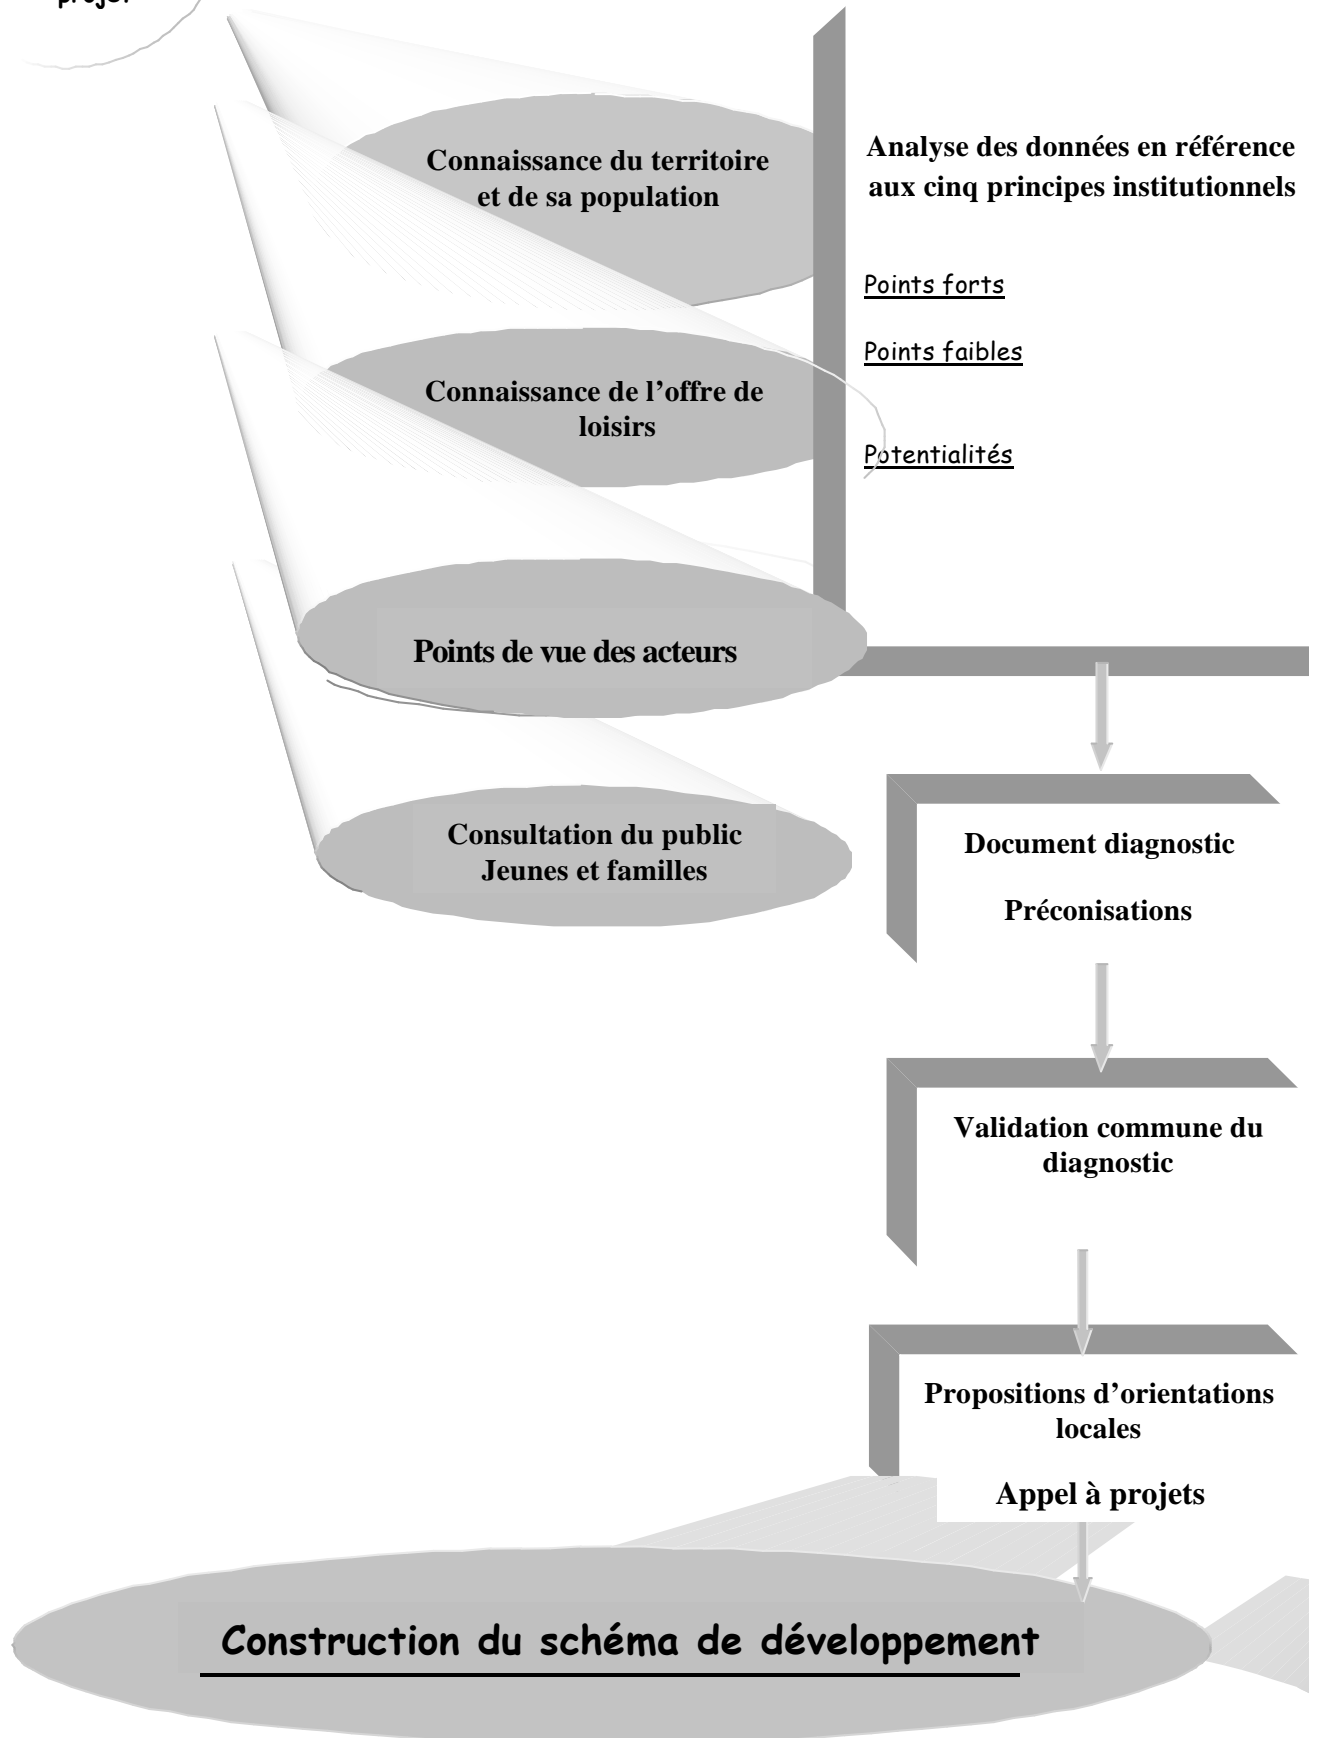 projet
Connaissance du territoire
et de sa population
Analyse des données en référence
aux cinq principes institutionnels
Points forts
Points faibles
Connaissance de l’offre de
loisirs
Potentialités
Points de vue des acteurs
Consultation du public
Jeunes et familles
Document diagnostic
Préconisations
Validation commune du
diagnostic
Propositions d’orientations
locales
Appel à projets
Construction du schéma de développement